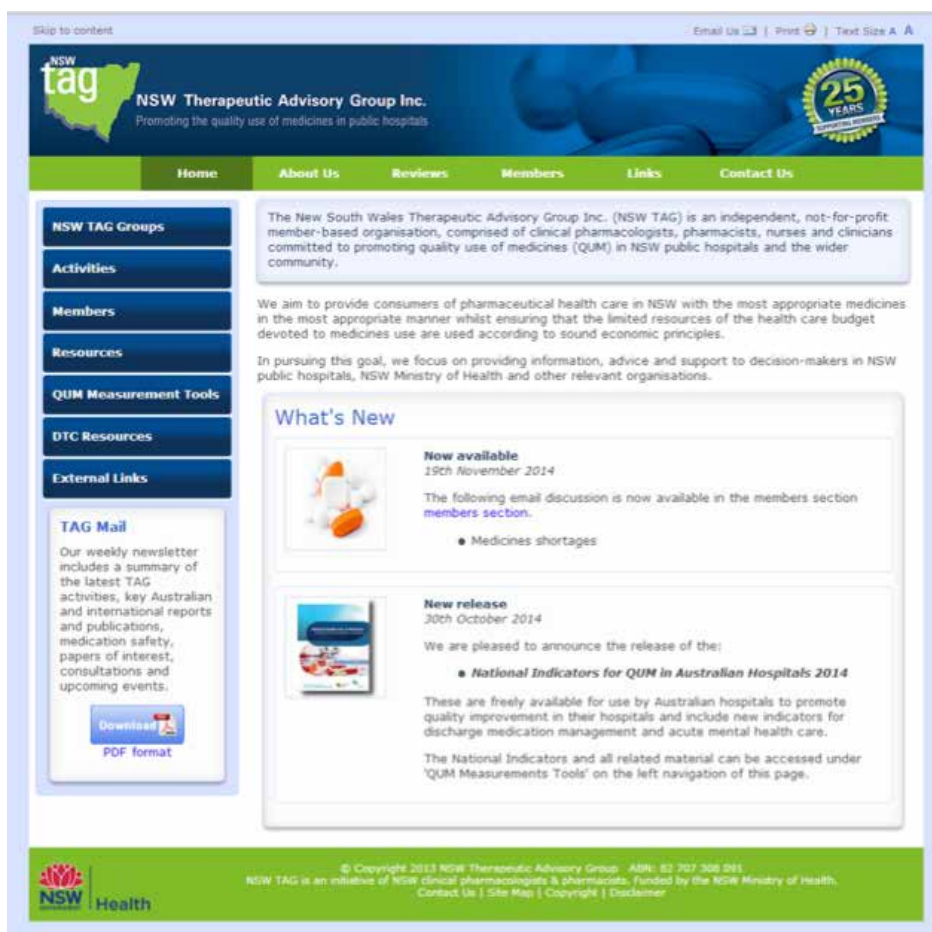 Skip to content
Email Us | Print | Text Size A A
NSW
tag
NSW Therapeutic Advisory Group Inc.
Promoting the quality use of medicines in public hospitals
25
YEARS
SUPPORTING MEMBERS
Home About Us Reviews Members Links Contact Us
NSW TAG Groups
Activities
Members
Resources
QUM Measurement Tools
DTC Resources
External Links
TAG Mail
Our weekly newsletter
includes a summary of
the latest TAG
activities, key Australian
and international reports
and publications,
medication safety,
papers of interest,
consultations and
upcoming events.
Download
PDF format
The New South Wales Therapeutic Advisory Group Inc. (NSW TAG) is an independent, not-for-profit
member-based organisation, comprised of clinical pharmacologists, pharmacists, nurses and clinicians
committed to promoting quality use of medicines (QUM) in NSW public hospitals and the wider
community.
We aim to provide consumers of pharmaceutical health care in NSW with the most appropriate medicines
in the most appropriate manner whilst ensuring that the limited resources of the health care budget
devoted to medicines use are used according to sound economic principles.
In pursuing this goal, we focus on providing information, advice and support to decision-makers in NSW
public hospitals, NSW Ministry of Health and other relevant organisations.
What's New
Now available
19th November 2014
The following email discussion is now available in the members section
members section.
• Medicines shortages
New release
30th October 2014
We are pleased to announce the release of the:
• National Indicators for QUM in Australian Hospitals 2014
These are freely available for use by Australian hospitals to promote
quality improvement in their hospitals and include new indicators for
discharge medication management and acute mental health care.
The National Indicators and all related material can be accessed under
'QUM Measurements Tools' on the left navigation of this page.
NSW
Health
© Copyright 2013 NSW Therapeutic Advisory Group ABN: 82 707 308 091
NSW TAG is an initiative of NSW clinical pharmacologists & pharmacists, funded by the NSW Ministry of Health.
Contact Us | Site Map | Copyright | Disclaimer